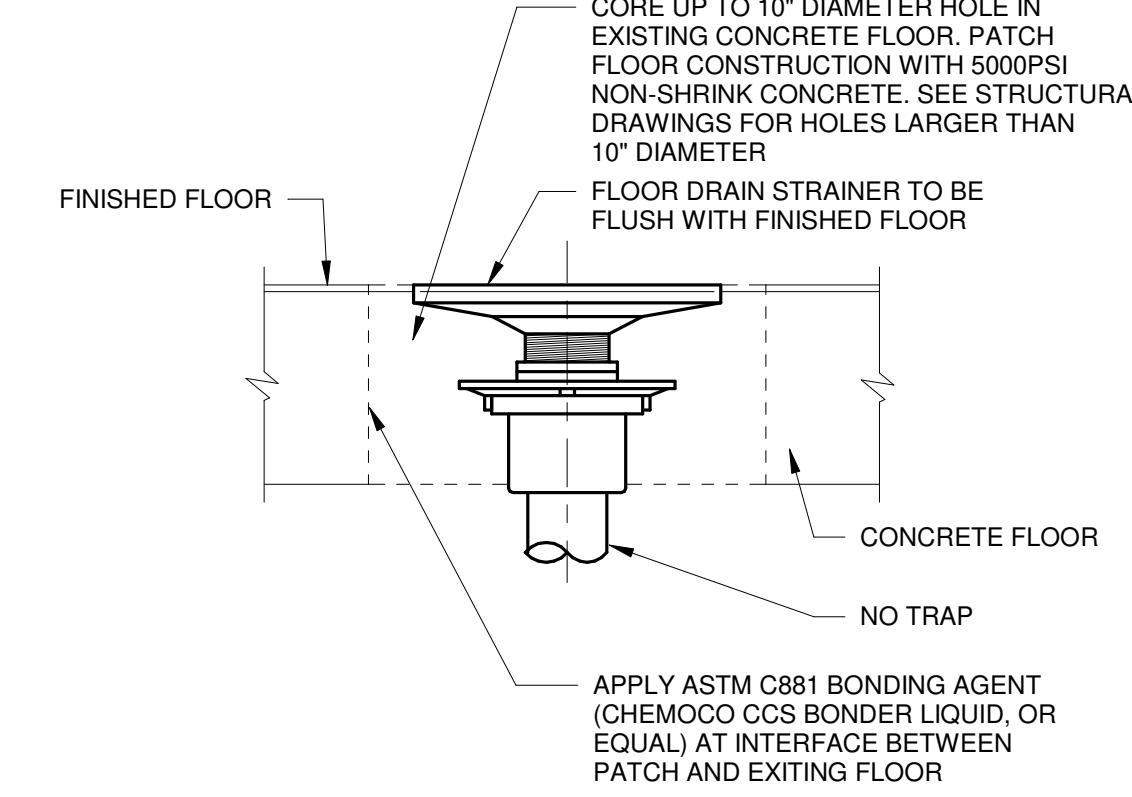 CORE UP TO 10" DIAMETER HOLE IN
EXISTING CONCRETE FLOOR. PATCH
FLOOR CONSTRUCTION WITH 5000PSI
NON-SHRINK CONCRETE. SEE STRUCTURA
DRAWINGS FOR HOLES LARGER THAN
10" DIAMETER
FINISHED FLOOR
FLOOR DRAIN STRAINER TO BE
FLUSH WITH FINISHED FLOOR
CONCRETE FLOOR
NO TRAP
APPLY ASTM C881 BONDING AGENT
(CHEMOCO CCS BONDER LIQUID, OR
EQUAL) AT INTERFACE BETWEEN
PATCH AND EXITING FLOOR